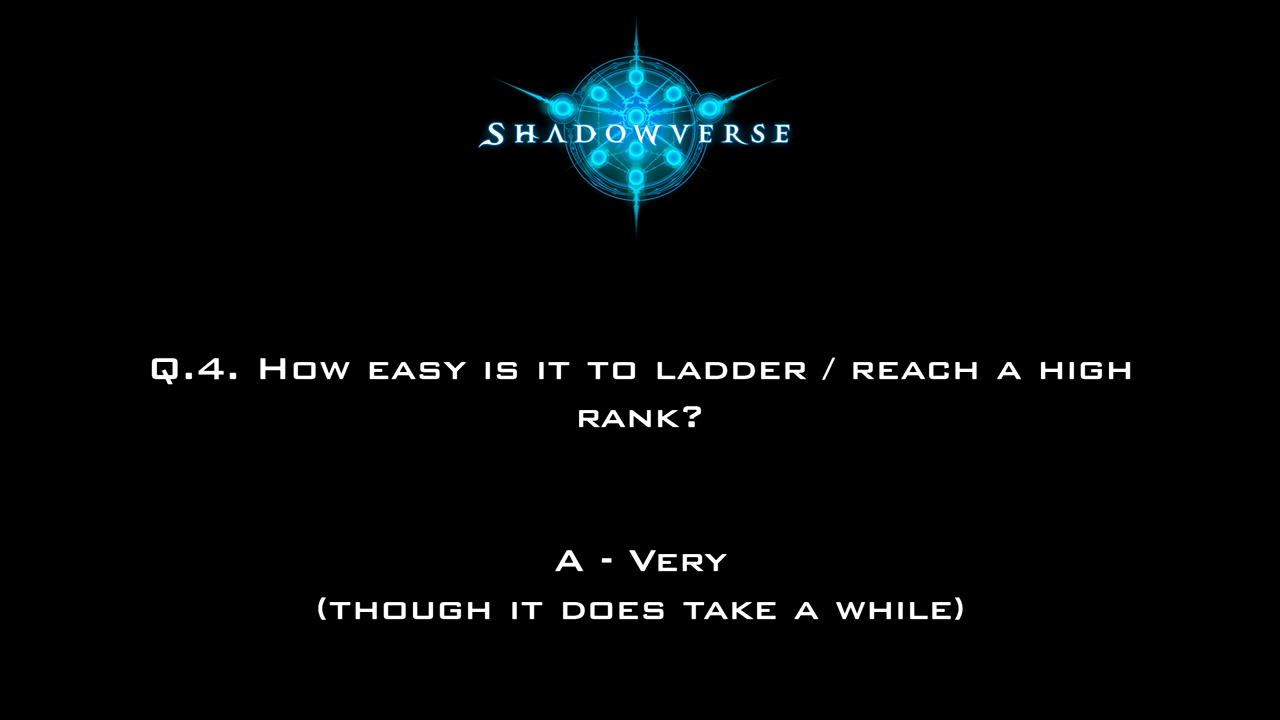 SHADOWVERSE
Q.4. How easy is it to ladder / reach a high
rank?
A - Very
(though it does take a while)